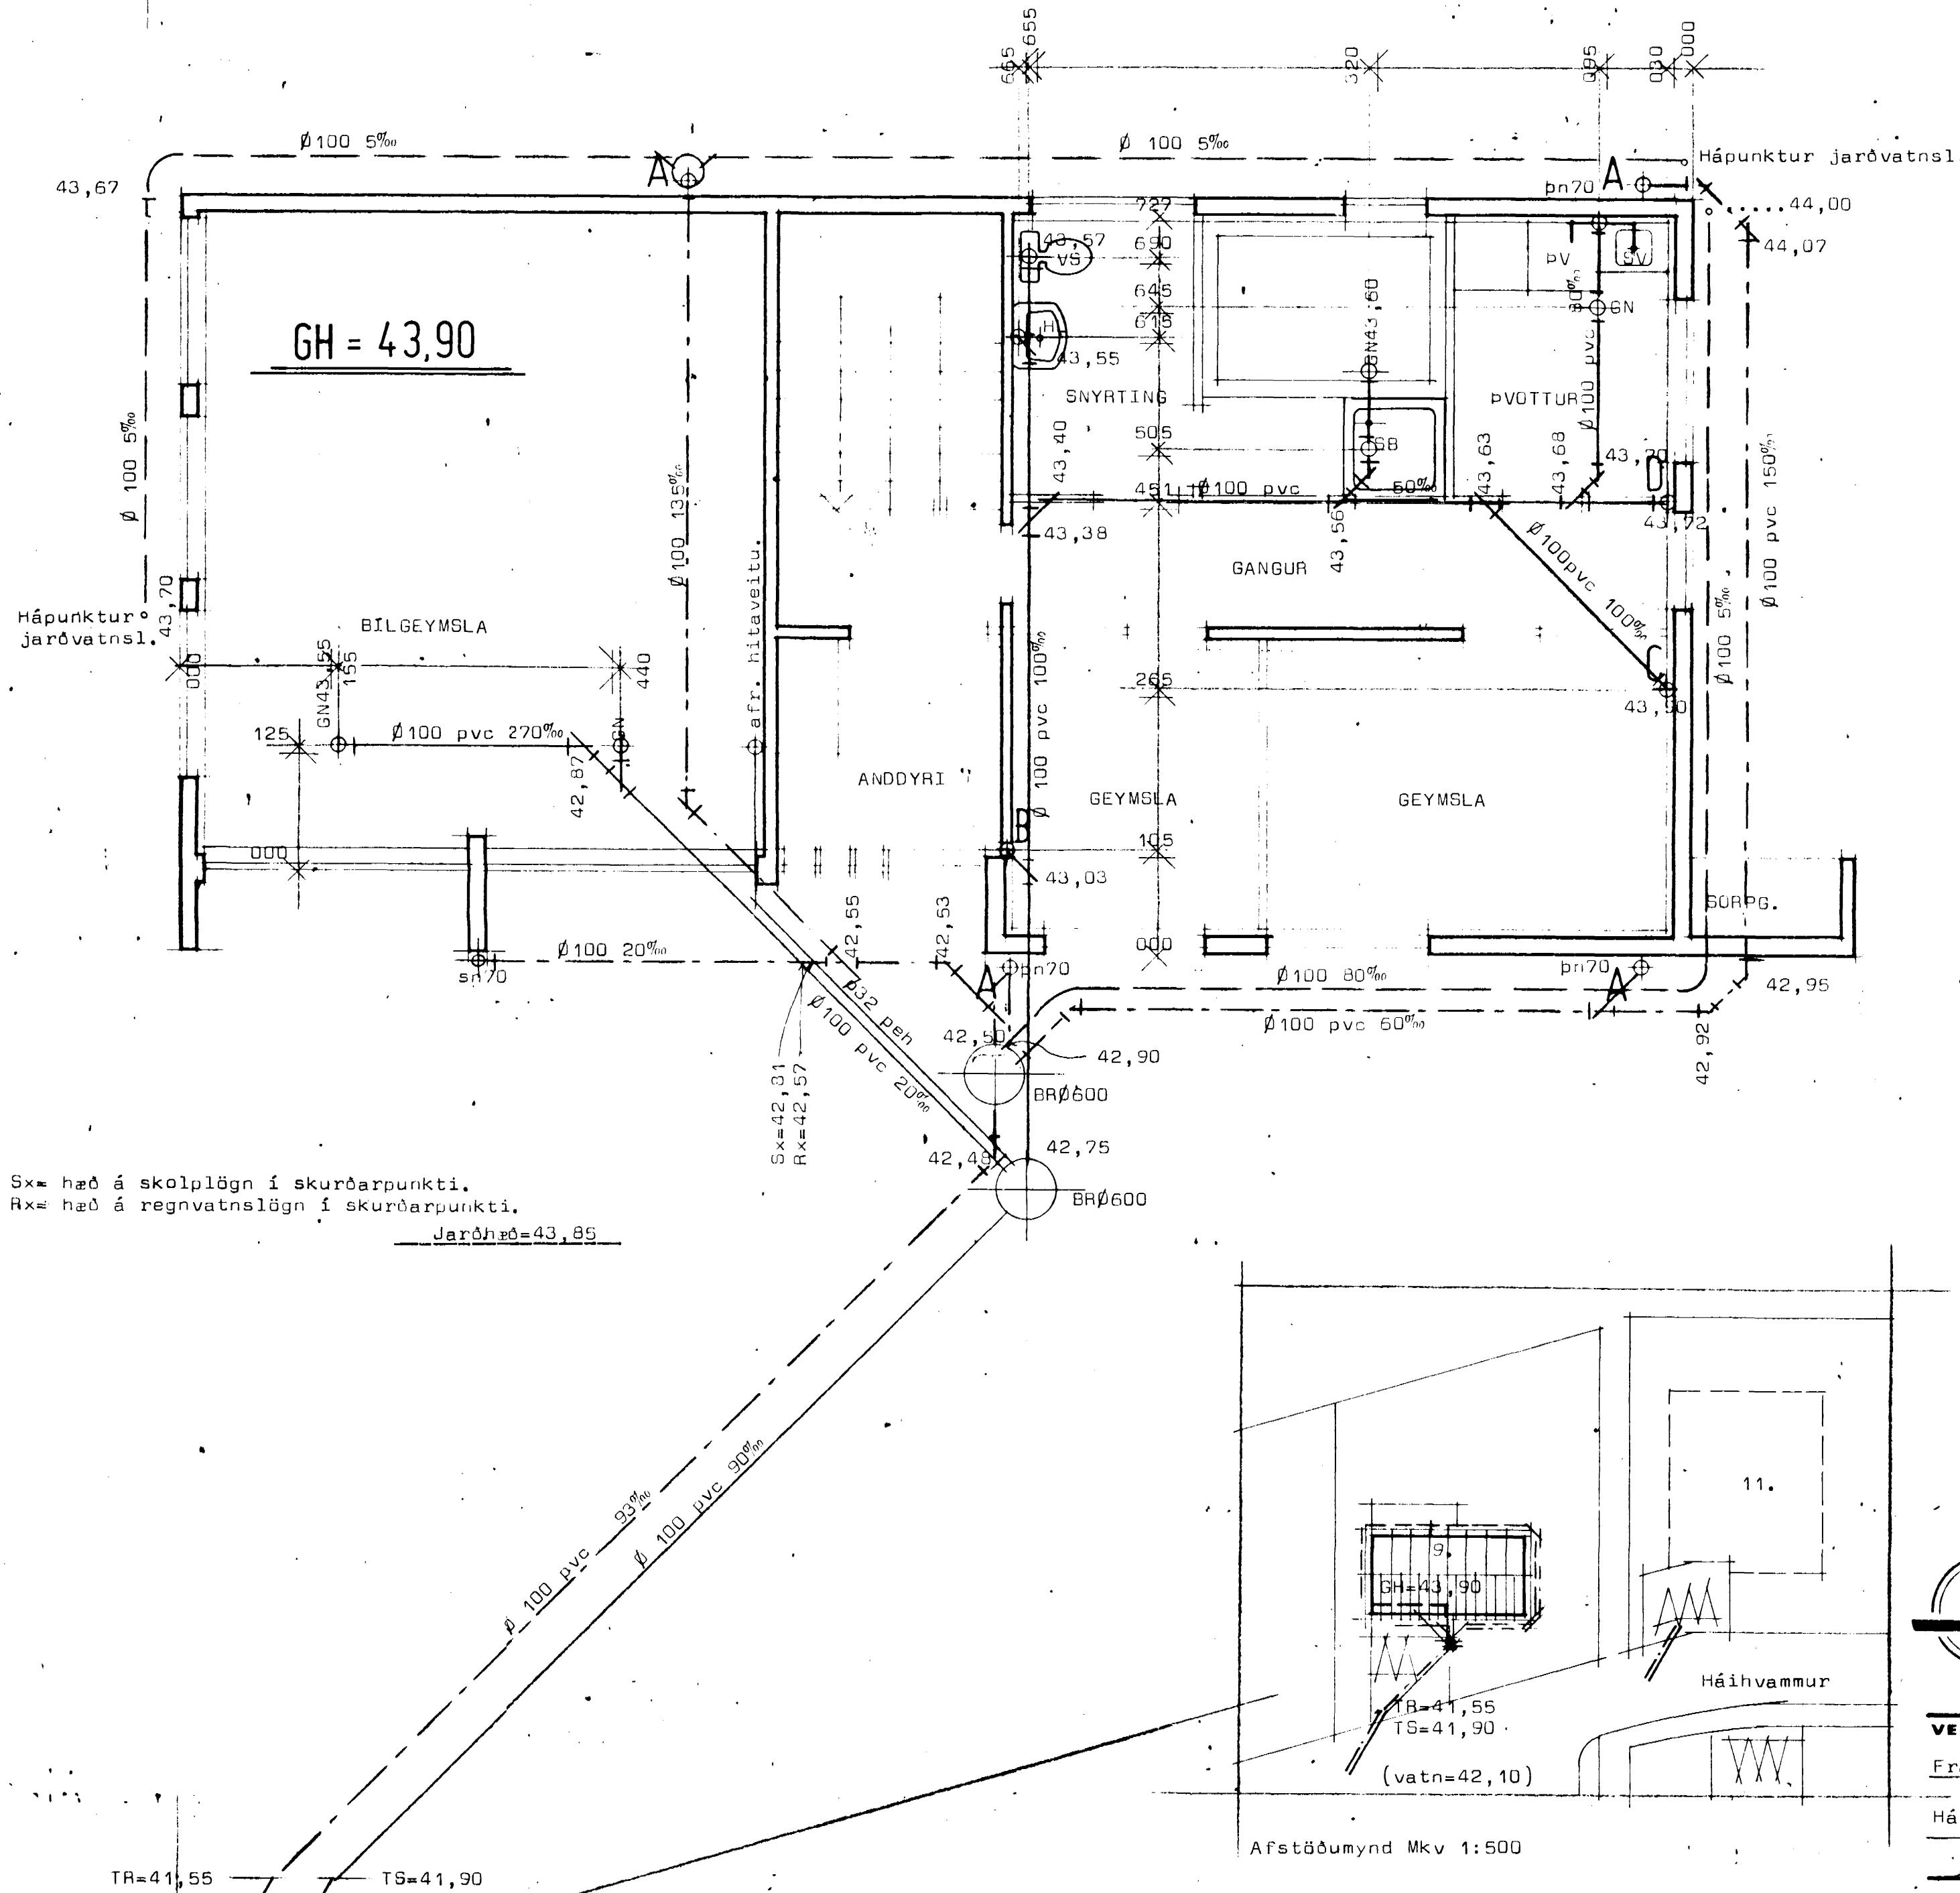 665
655
320
095
030
000
Ø100 5‰
Ø 100 5‰
Hápunktur jarðvatnsl.
43,67
A
þn70 A
44,00
44,07
727
43,57
690
VS
ÞV
SV
GH = 43,90
645
GN43,60
GN
615
H
43,55
SNYRTING
ÞVOTTUR
Ø100 pvc
Ø 100 5‰
43,40
505
SB
43,63
43,68
43,70
D
Ø100 135‰
451
Ø100 pvc
50‰
43,72
Ø100 pvc 150‰
43,38
43,56
Ø100pvc 100‰
GANGUR
Ø100 5‰
Hápunktur
jarðvatnsl.
43,70
BÍLGEYMSLA
afr. hitaveitu.
000
GN43,55
155
440
Ø 100 pvc 100‰
265
C
43,90
125
Ø100 pvc 270‰
GN
42,87
ANDDYRI
GEYMSLA
GEYMSLA
B
105
000
43,03
42,55
42,53
SORPG.
000
Ø100 20‰
sn70
þn70
A
Ø100 80‰
þn70
A
42,95
Ø32 peh
Ø100 pvc 20‰
Ø100 pvc 60‰
42,50
42,90
42,92
Sx=42,81
Rx=42,57
BRØ600
42,48
42,75
BRØ600
Sx= hæð á skolplögn í skurðarpunkti.
Rx= hæð á regnvatnslögn í skurðarpunkti.
Jarðhæð=43,85
Ø 100 pvc 93‰
Ø 100 pvc 90‰
11.
9.
GH=43,90
Háihvammur
TR=41,55
TS=41,90
(vatn=42,10)
VE
Fr
Há
Afstöðumynd Mkv 1:500
TR=41,55
TS=41,90